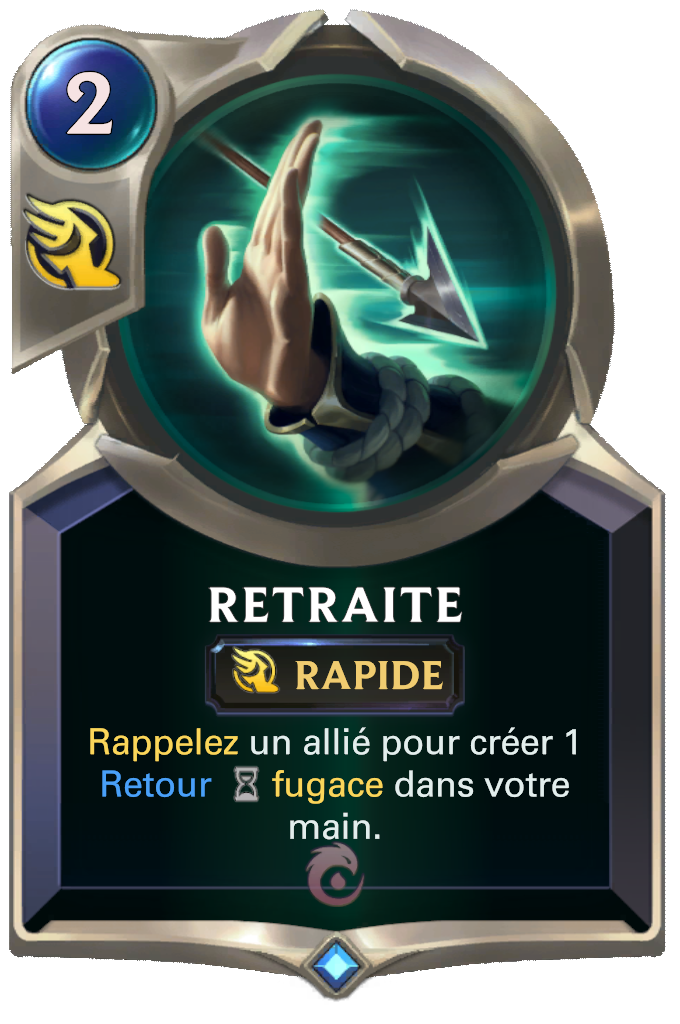 2
RETRAITE
RAPIDE
Rappelez un allié pour créer 1
Retour fugace dans votre
main.